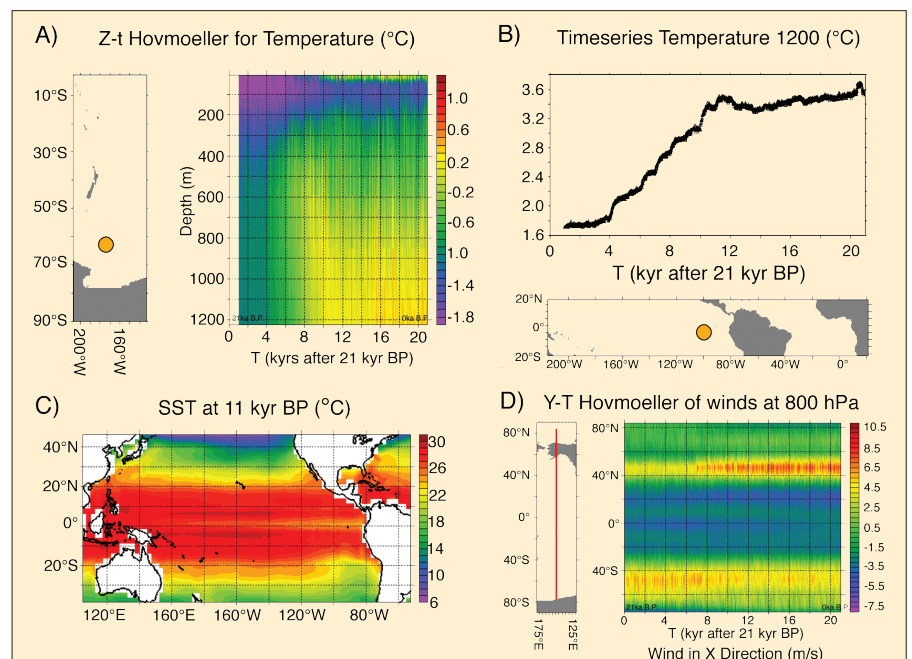 A) Z-t Hovmoeller for Temperature (°C)
10°S
30°S
50°S
70°S
90°S
200°W
160°W
Depth (m)
200
400
600
800
1000
1200
21ka B.P.
0ka B.P.
0 4 8 12 16 20
T (kyrs after 21 kyr BP)
1.0
0.6
0.2
-0.2
-0.6
1.0
-1.4
-1.8
B) Timeseries Temperature 1200 (°C)
3.6
3.2
2.8
2.4
2.0
1.6
0 4 8 12 16 20
T (kyr after 21 kyr BP)
20°N
0°
20°S
200°W 160°W 120°W 80°W 40°W 0°
C) SST at 11 kyr BP (°C)
40°N
20°N
0°
20°S
120°E 160°E 160°W 120°W 80°W
30
26
22
18
14
10
6
D) Y-T Hovmoeller of winds at 800 hPa
80°N
40°N
0°
40°S
80°S
175°E
125°E
80°N
40°N
0°
40°S
21ka B.P.
0ka B.P.
0 4 8 12 16 20
T (kyr after 21 kyr BP)
Wind in X Direction (m/s)
10.5
8.5
6.5
4.5
2.5
0.5
-1.5
-3.5
-5.5
-7.5